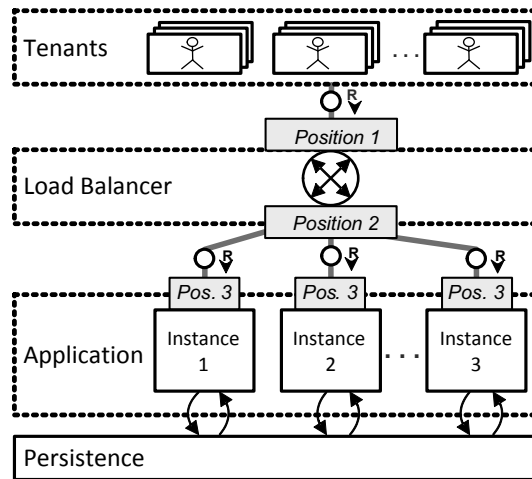 Tenants
. . .
R
Position 1
Load Balancer
Position 2
R R R
Pos. 3 Pos. 3 Pos. 3
Application
Instance 1
Instance 2
. . .
Instance 3
Persistence